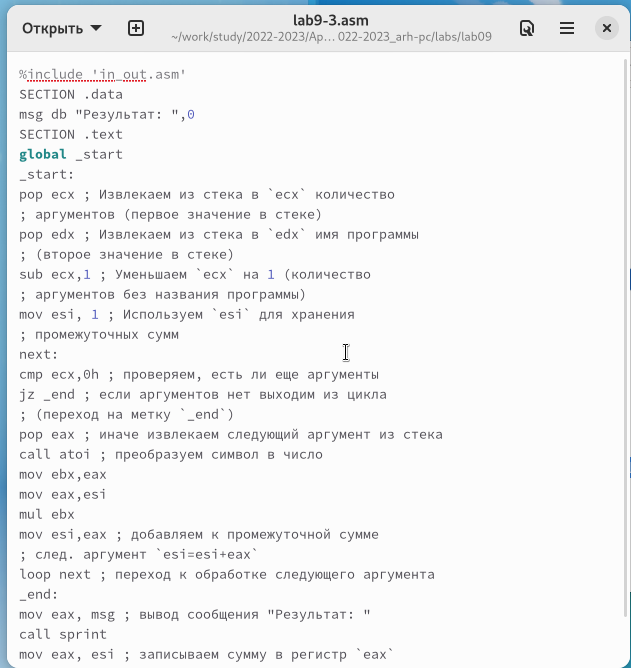 Открыть
lab9-3.asm
~/work/study/2022-2023/Ap... 022-2023_arh-pc/labs/lab09
%include 'in_out.asm'
SECTION .data
msg db "Результат: ",0
SECTION .text
global _start
_start:
pop ecx ; Извлекаем из стека в `ecx` количество
; аргументов (первое значение в стеке)
pop edx ; Извлекаем из стека в `edx` имя программы
; (второе значение в стеке)
sub ecx,1 ; Уменьшаем `ecx` на 1 (количество
; аргументов без названия программы)
mov esi, 1 ; Используем `esi` для хранения
; промежуточных сумм
next:
cmp ecx,0h ; проверяем, есть ли еще аргументы
jz _end ; если аргументов нет выходим из цикла
; (переход на метку `_end`)
pop eax ; иначе извлекаем следующий аргумент из стека
call atoi ; преобразуем символ в число
mov ebx,eax
mov eax,esi
mul ebx
mov esi,eax ; добавляем к промежуточной сумме
; след. аргумент `esi=esi+eax`
loop next ; переход к обработке следующего аргумента
_end:
mov eax, msg ; вывод сообщения "Результат: "
call sprint
mov eax, esi ; записываем сумму в регистр `eax`